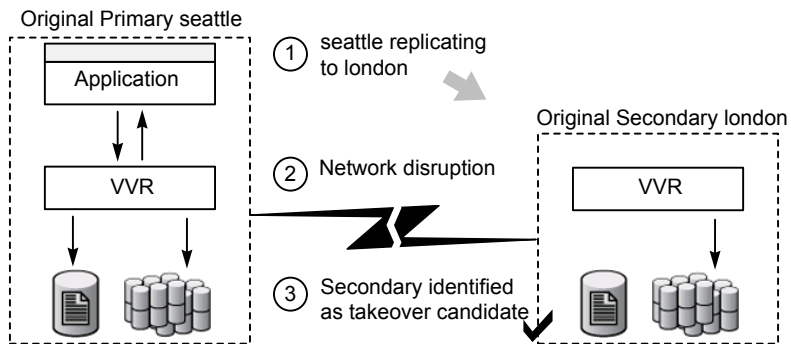 Original Primary seattle
Application
VVR
1
seattle replicating
to london
2
Network disruption
3
Secondary identified
as takeover candidate
Original Secondary london
VVR